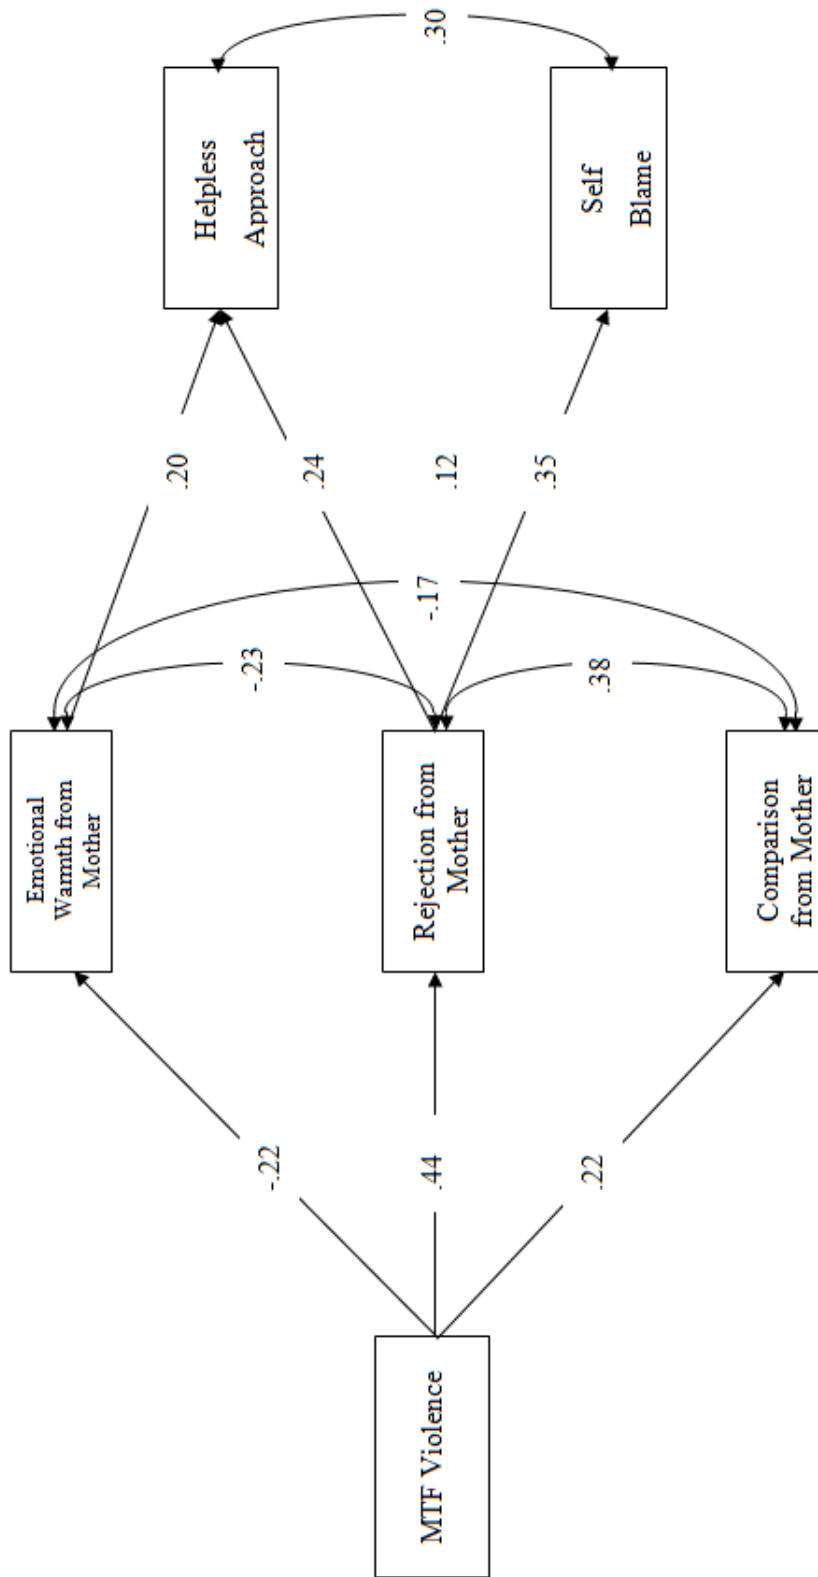 MTF Violence
-.22
.44
.22
Emotional
Warmth from
Mother
Rejection from
Mother
Comparison
from Mother
-.23
.38
-.17
.20
.24
.12
.35
Helpless
Approach
Self
Blame
.30